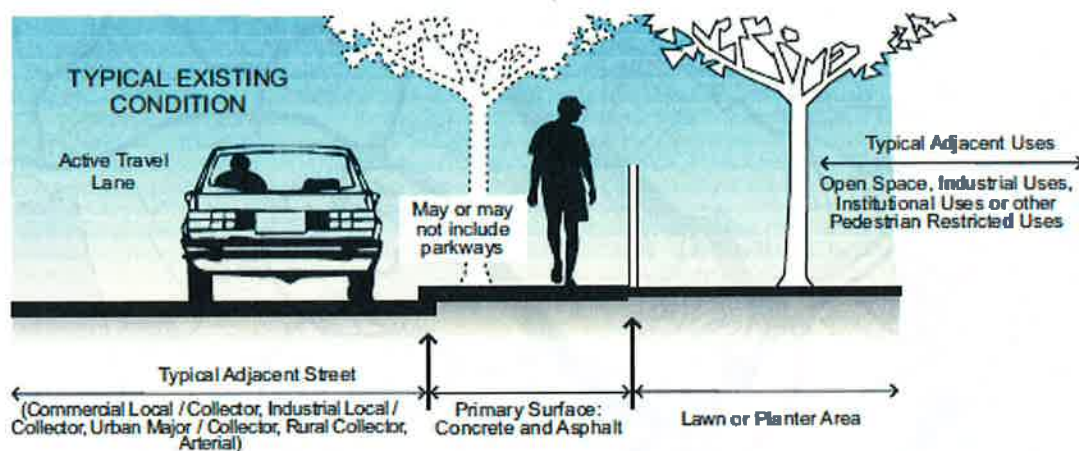 TYPICAL EXISTING
CONDITION
Active Travel
Lane
May or may
not include
parkways
Typical Adjacent Uses
Open Space, Industrial Uses,
Institutional Uses or other
Pedestrian Restricted Uses
Typical Adjacent Street
(Commercial Local / Collector, Industrial Local /
Collector, Urban Major / Collector, Rural Collector,
Arterial)
Primary Surface:
Concrete and Asphalt
Lawn or Planter Area